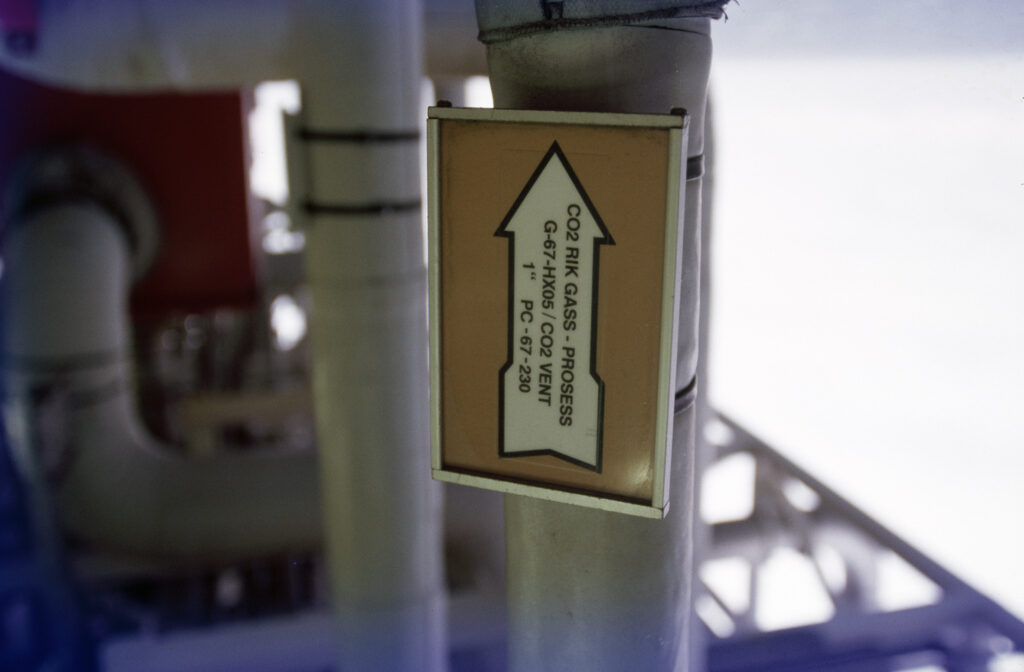 CO2 RIK GASS - PROSESS
G-67-HX05 / CO2 VENT
1" PC-67-230